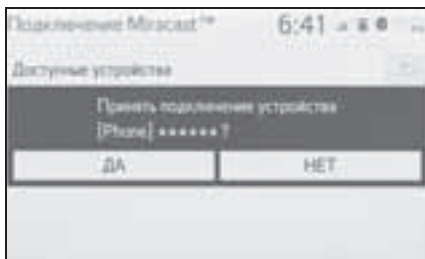 Подключение Miracast™ 6:41
Доступные устройства
Принять подключение устройства
[Phone] ******?
ДА НЕТ